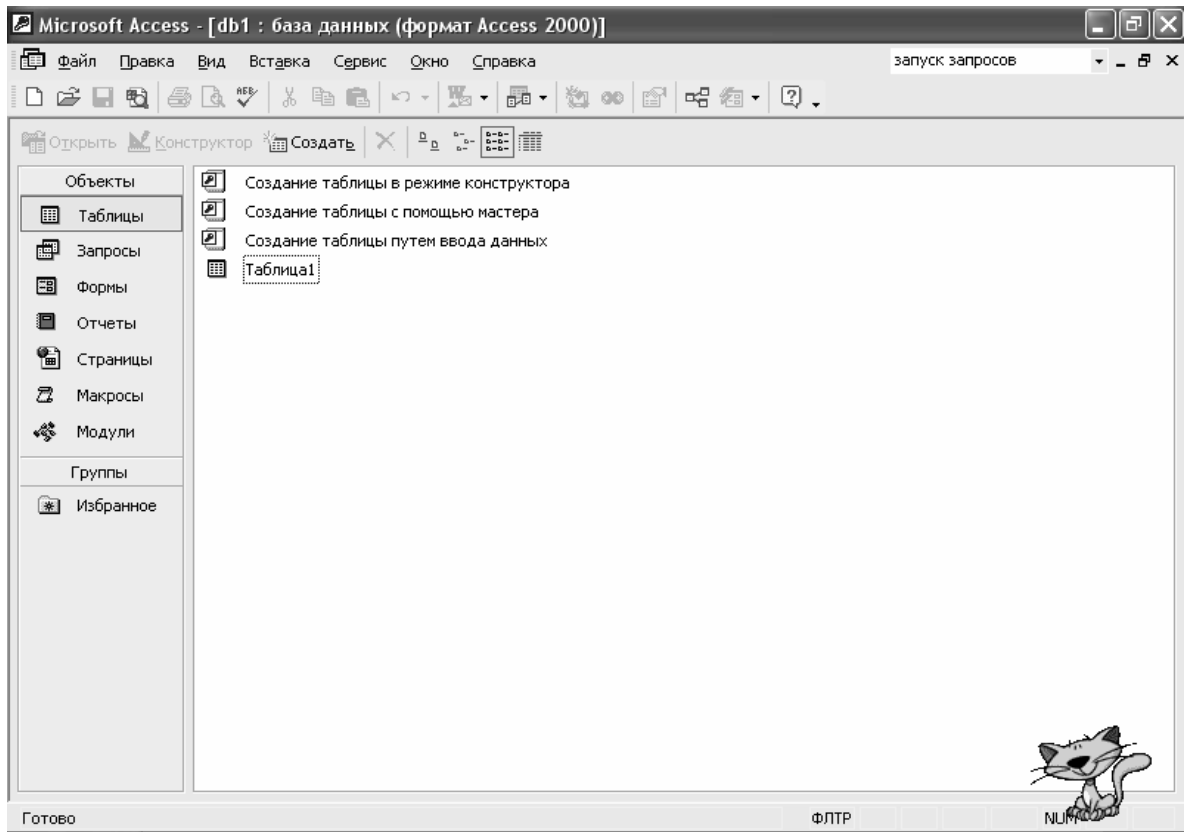 Microsoft Access - [db1 : база данных (формат Access 2000)]
Файл Правка Вид Вставка Сервис Окно Справка запуск запросов
Открыть Конструктор Создать
Объекты
Таблицы
Запросы
Формы
Отчеты
Страницы
Макросы
Модули
Группы
Избранное
Создание таблицы в режиме конструктора
Создание таблицы с помощью мастера
Создание таблицы путем ввода данных
Таблица1
Готово ФЛТР NUM